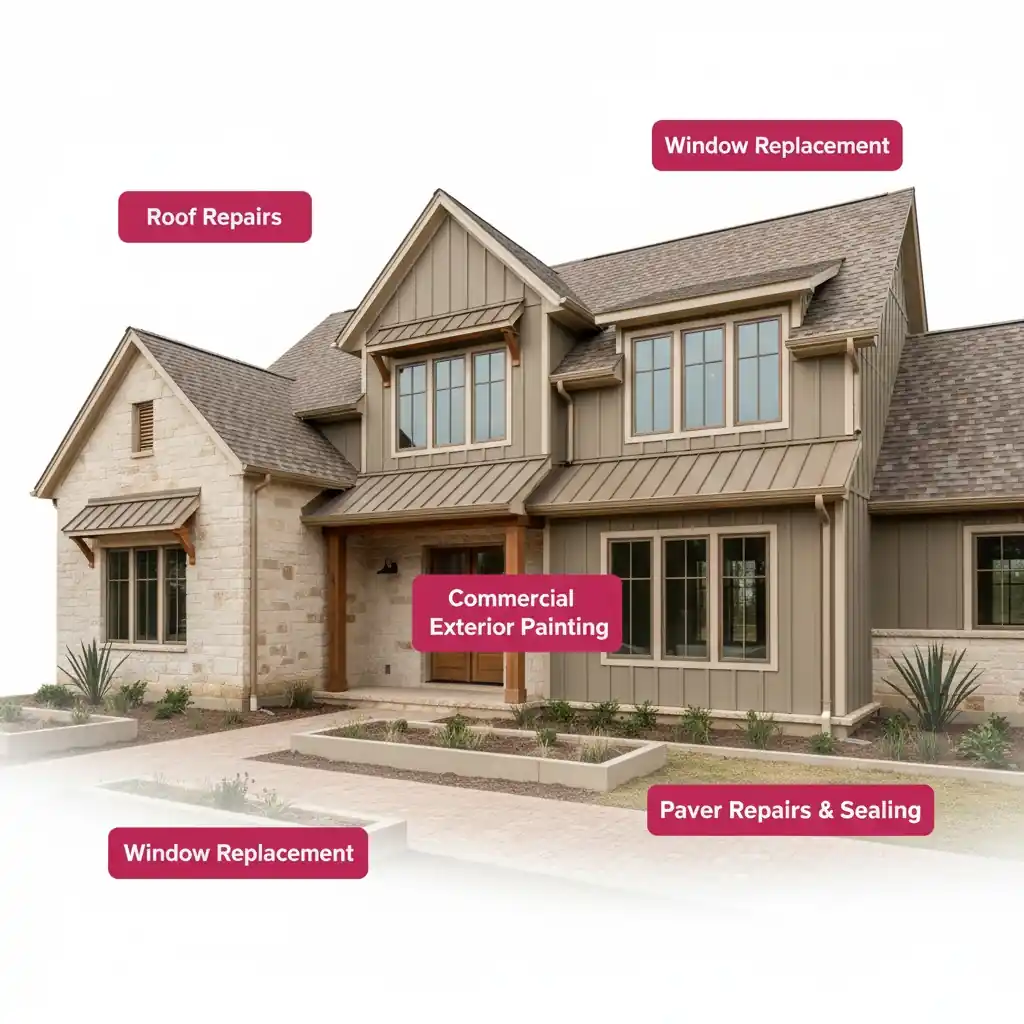 Window Replacement
Roof Repairs
Commercial
Exterior Painting
Paver Repairs & Sealing
Window Replacement